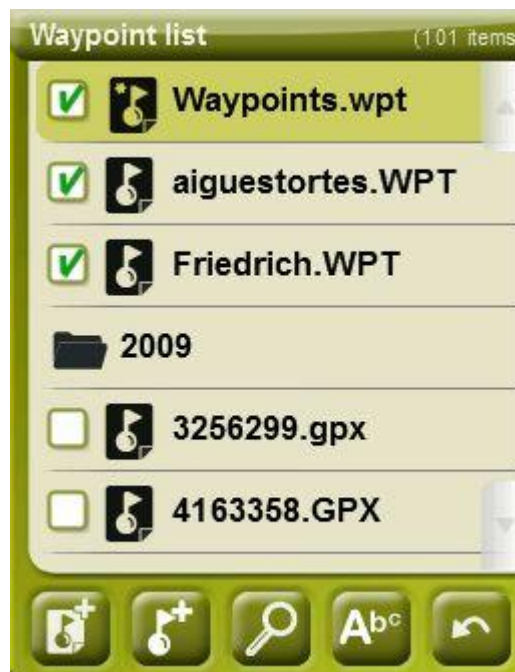 Waypoint list (101 items
Waypoints.wpt
aiguestortes.WPT
Friedrich.WPT
2009
3256299.gpx
4163358.GPX
Abc